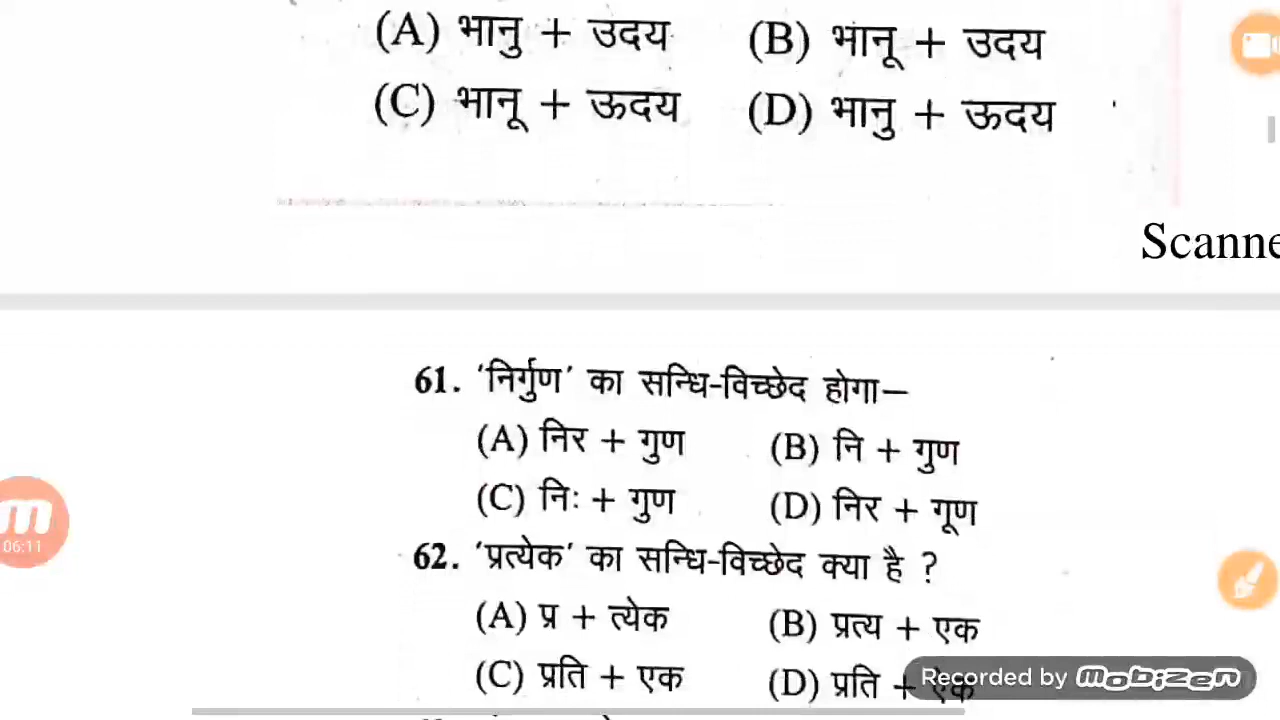 (A) भानु + उदय (B) भानू + उदय
(C) भानू + ऊदय (D) भानु + ऊदय
Scanne
61. ‘निर्गुण’ का सन्धि-विच्छेद होगा—
(A) निर + गुण (B) नि + गुण
(C) निः + गुण (D) निर + गूण
06:11
62. ‘प्रत्येक’ का सन्धि-विच्छेद क्या है ?
(A) प्र + त्येक (B) प्रत्य + एक
(C) प्रति + एक (D) प्रति +
Recorded by mobizen